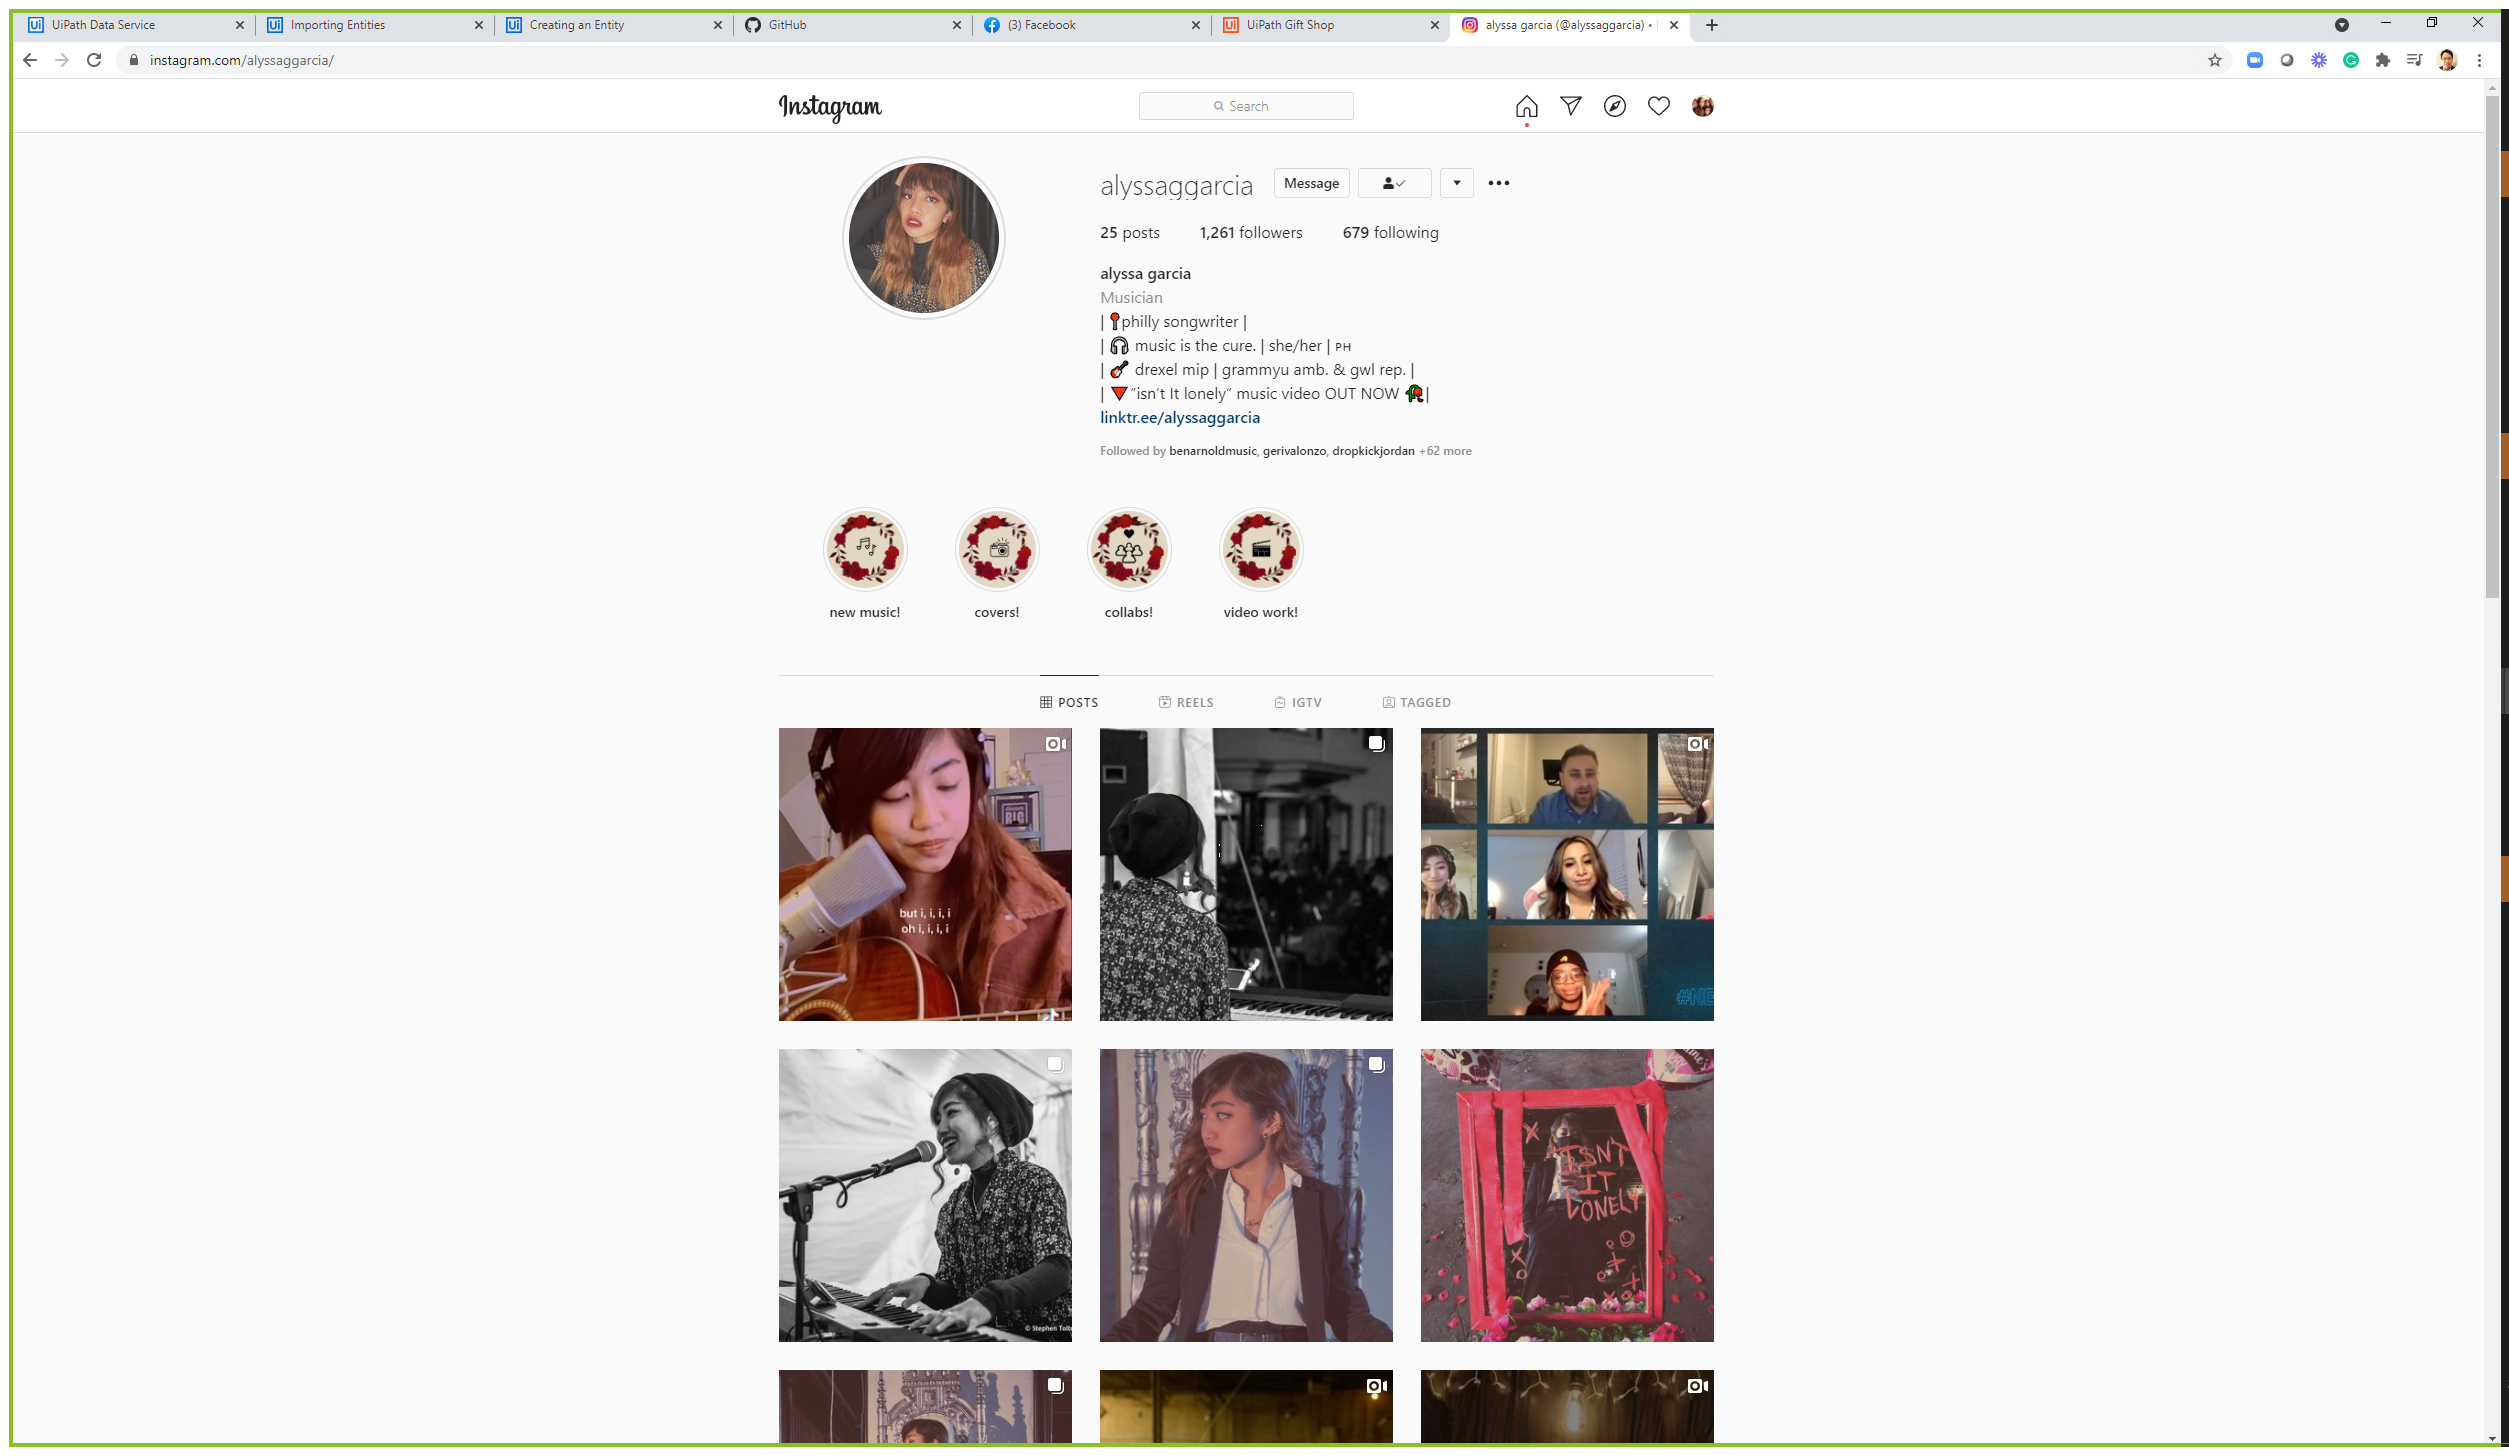 UiPath Data Service
Importing Entities
Creating an Entity
GitHub
(3) Facebook
UiPath Gift Shop
alyssa garcia (@alyssaggarcia) •
instagram.com/alyssaggarcia/
Instagram
Search
alyssaggarcia
Message
25 posts 1,261 followers 679 following
alyssa garcia
Musician
| philly songwriter |
| music is the cure. | she/her | PH
| drexel mip | grammyu amb. & gwl rep. |
| "isn't It lonely" music video OUT NOW |
linktr.ee/alyssaggarcia
Followed by benarnoldmusic, gerivalonzo, dropkickjordan +62 more
new music!
covers!
collabs!
video work!
POSTS
REELS
IGTV
TAGGED
BIG
but i, i, i, i
oh i, i, i, i
#NE
© Stephen
ISN'T
IT
LONELY